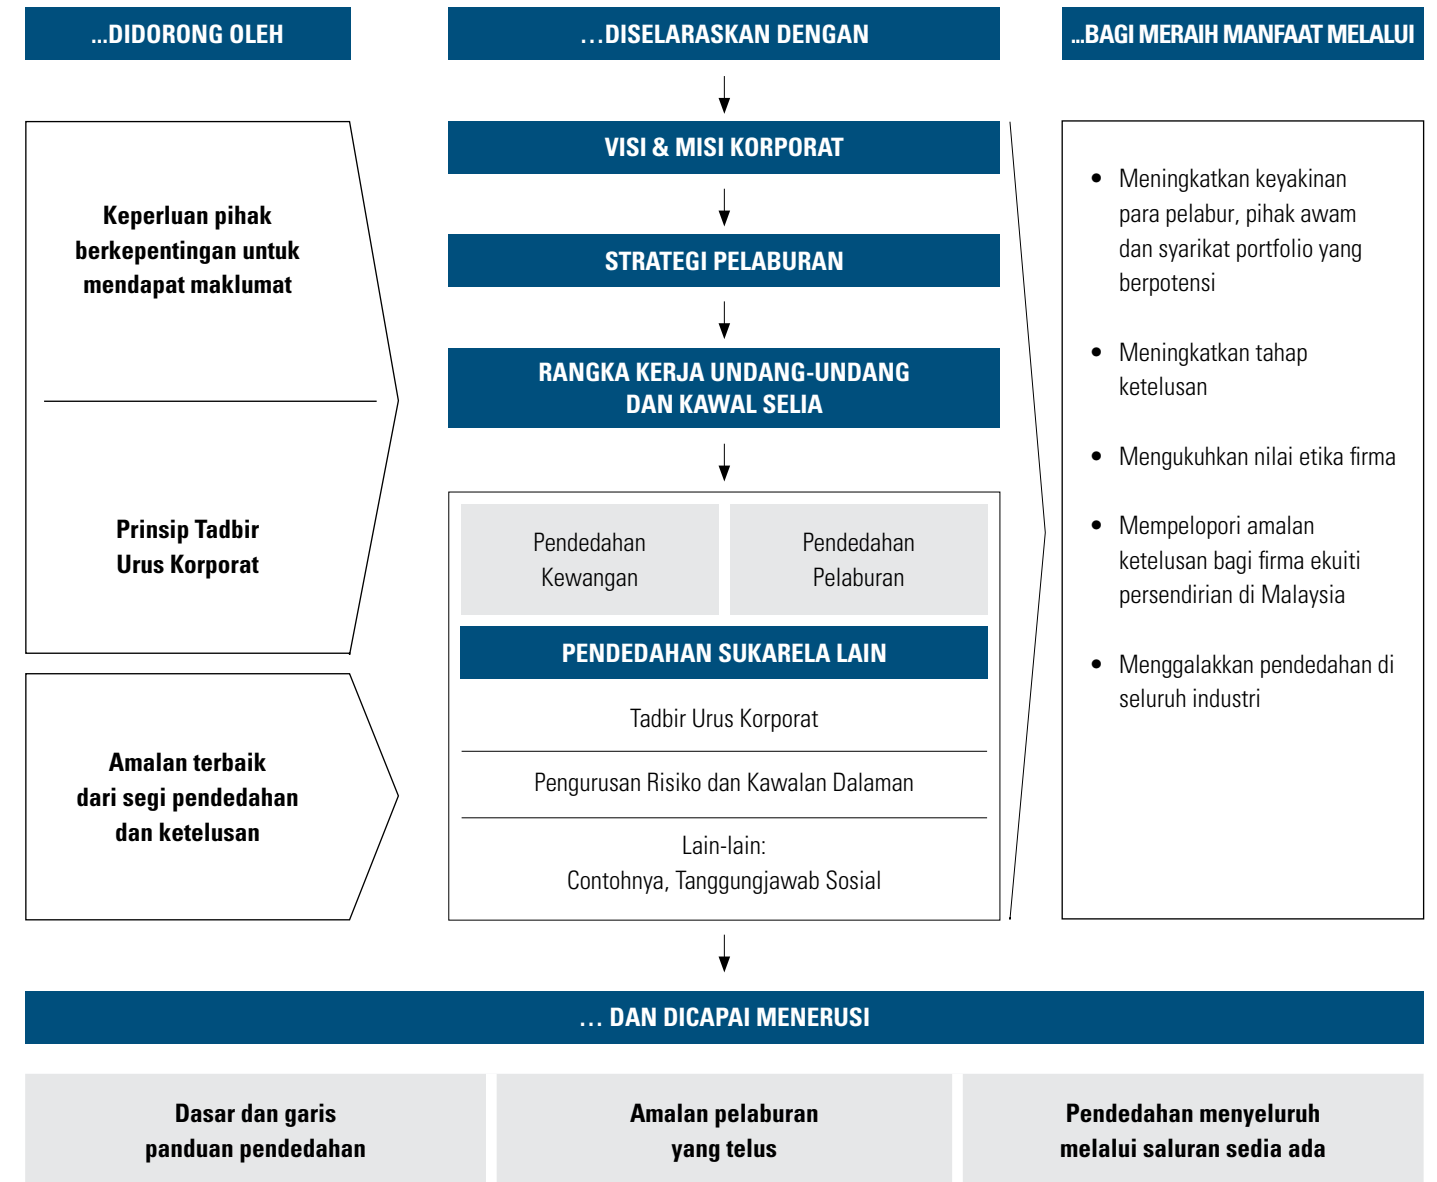 ...DIDORONG OLEH
Keperluan pihak
berkepentingan untuk
mendapat maklumat
Prinsip Tadbir
Urus Korporat
Amalan terbaik
dari segi pendedahan
dan ketelusan
...DISELARASKAN DENGAN
VISI & MISI KORPORAT
STRATEGI PELABURAN
RANGKA KERJA UNDANG-UNDANG
DAN KAWAL SELIA
Pendedahan
Kewangan
Pendedahan
Pelaburan
PENDEDAHAN SUKARELA LAIN
Tadbir Urus Korporat
Pengurusan Risiko dan Kawalan Dalaman
Lain-lain:
Contohnya, Tanggungjawab Sosial
...BAGI MERAIH MANFAAT MELALUI
• Meningkatkan keyakinan
para pelabur, pihak awam
dan syarikat portfolio yang
berpotensi
• Meningkatkan tahap
ketelusan
• Mengukuhkan nilai etika firma
• Mempelopori amalan
ketelusan bagi firma ekuiti
persendirian di Malaysia
• Menggalakkan pendedahan di
seluruh industri
... DAN DICAPAI MENERUSI
Dasar dan garis
panduan pendedahan
Amalan pelaburan
yang telus
Pendedahan menyeluruh
melalui saluran sedia ada